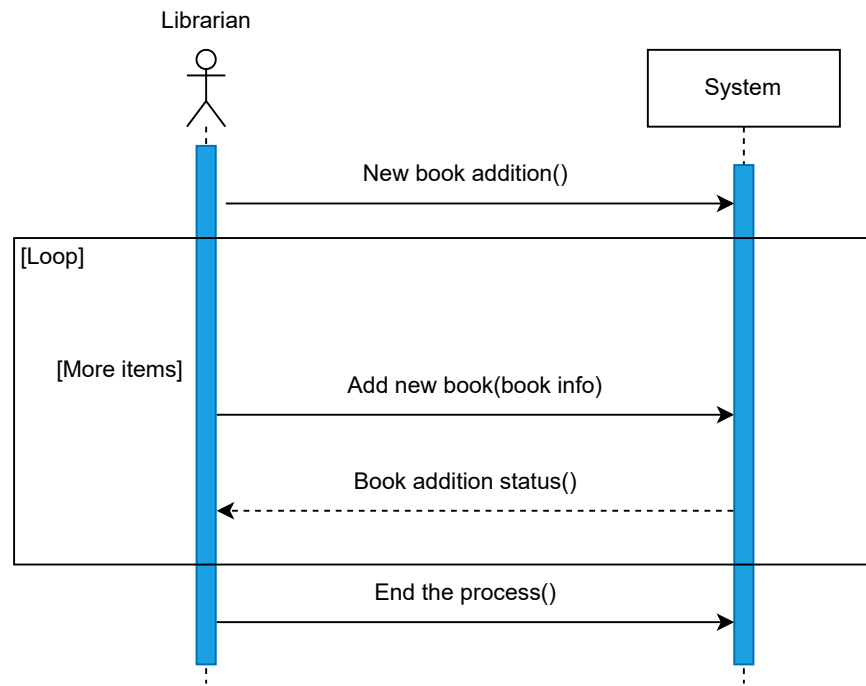 Librarian
System
New book addition()
[Loop]
[More items]
Add new book(book info)
Book addition status()
End the process()